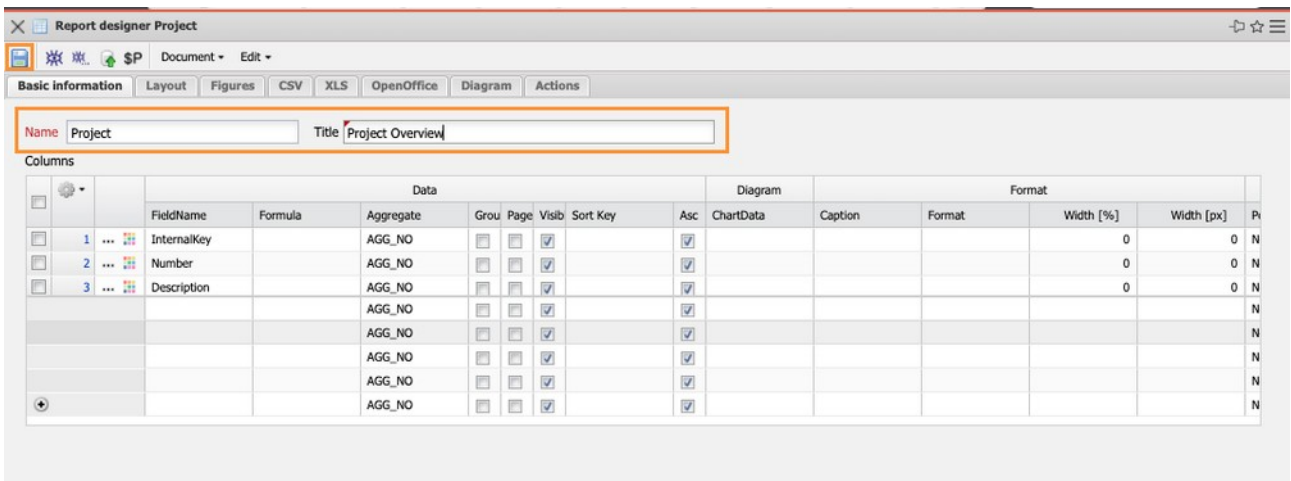 Report designer Project
$P Document Edit
Basic information Layout Figures CSV XLS OpenOffice Diagram Actions
Name Project Title Project Overview
Columns
Data Diagram Format
FieldName Formula Aggregate Grou Page Visib Sort Key Asc ChartData Caption Format Width [%] Width [px]
1 ... InternalKey AGG_NO 0 0 N
2 ... Number AGG_NO 0 0 N
3 ... Description AGG_NO 0 0 N
AGG_NO N
AGG_NO N
AGG_NO N
AGG_NO N
AGG_NO N